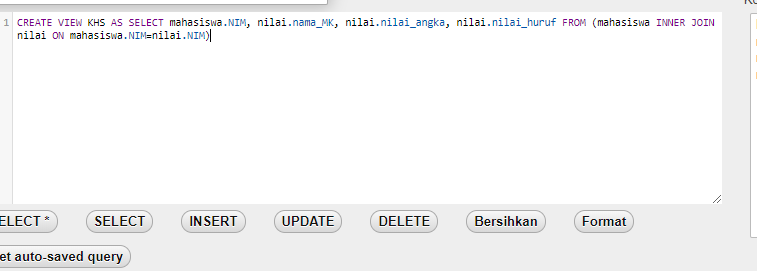 1 CREATE VIEW KHS AS SELECT mahasiswa.NIM, nilai.nama_MK, nilai.nilai_angka, nilai.nilai_huruf FROM (mahasiswa INNER JOIN
nilai ON mahasiswa.NIM=nilai.NIM)
ELECT * SELECT INSERT UPDATE DELETE Bersihkan Format
et auto-saved query